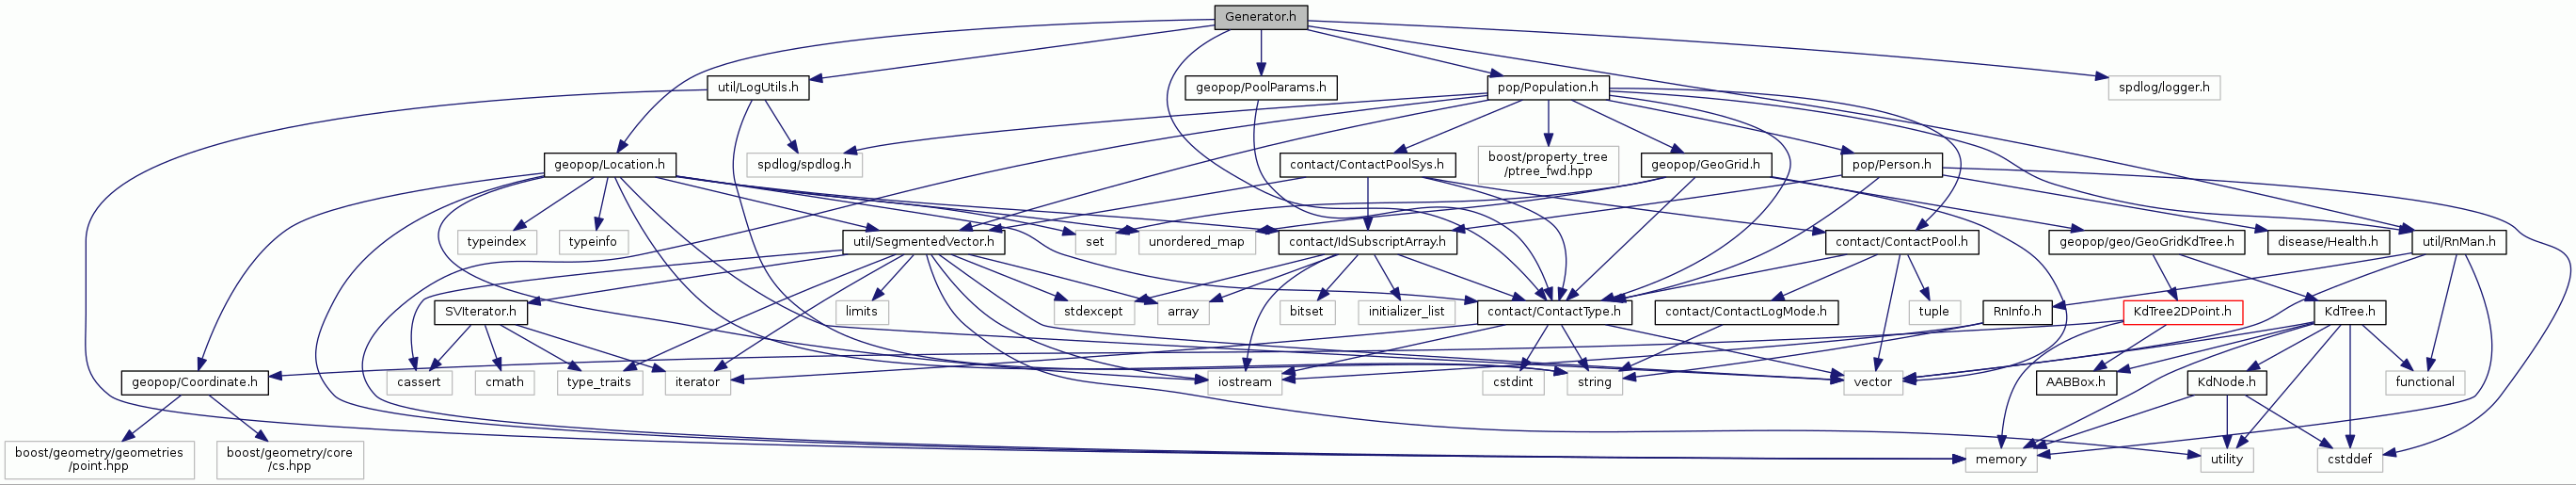 Generator.h
util/LogUtils.h
geopop/PoolParams.h
pop/Population.h
spdlog/logger.h
geopop/Location.h
spdlog/spdlog.h
contact/ContactPoolSys.h
boost/property_tree
/ptree_fwd.hpp
geopop/GeoGrid.h
pop/Person.h
typeindex
typeinfo
util/SegmentedVector.h
set
unordered_map
contact/IdSubscriptArray.h
contact/ContactPool.h
geopop/geo/GeoGridKdTree.h
disease/Health.h
util/RnMan.h
SVIterator.h
limits
stdexcept
array
bitset
initializer_list
contact/ContactType.h
contact/ContactLogMode.h
tuple
RnInfo.h
KdTree2DPoint.h
KdTree.h
geopop/Coordinate.h
cassert
cmath
type_traits
iterator
iostream
cstdint
string
vector
AABBox.h
KdNode.h
functional
boost/geometry/geometries
/point.hpp
boost/geometry/core
/cs.hpp
memory
utility
cstddef